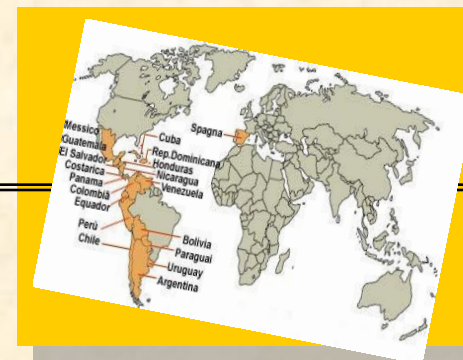 Messico
Guatemala
El Salvador
Costarica
Panama
Colombia
Equador
Perù
Chile
Cuba
Rep.Dominicana
Honduras
Nicaragua
Venezuela
Spagna
Bolivia
Paraguai
Uruguay
Argentina